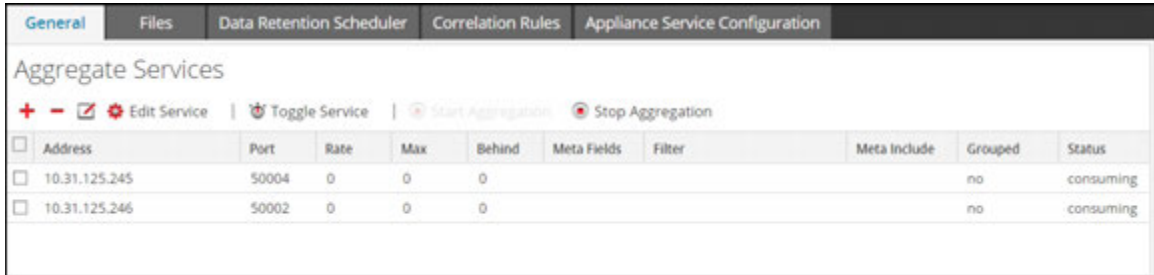 General Files Data Retention Scheduler Correlation Rules Appliance Service Configuration
Aggregate Services
Edit Service | Toggle Service | Start Aggregation Stop Aggregation
Address Port Rate Max Behind Meta Fields Filter Meta Include Grouped Status
10.31.125.245 50004 0 0 0 no consuming
10.31.125.246 50002 0 0 0 no consuming